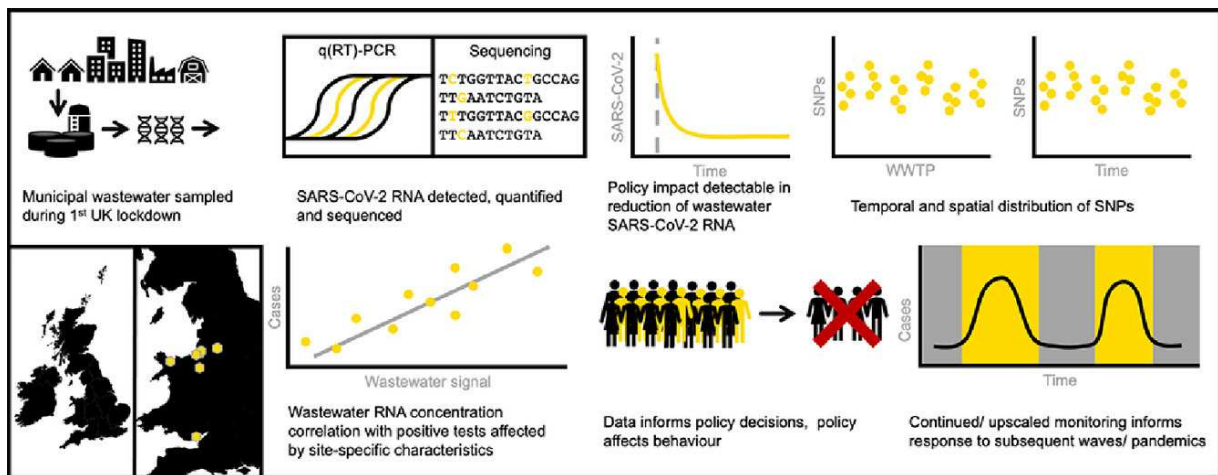 Municipal wastewater sampled
during 1st UK lockdown
q(RT)-PCR
Sequencing
TCTGGTTACTGCCAG
TTGAATCTGTA
TTTGGTTACGGCCAG
TTCAATCTGTA
SARS-CoV-2 RNA detected, quantified
and sequenced
SARS-CoV-2
Time
Policy impact detectable in
reduction of wastewater
SARS-CoV-2 RNA
SNPs
WWTP
SNPs
Time
Temporal and spatial distribution of SNPs
Cases
Wastewater signal
Wastewater RNA concentration
correlation with positive tests affected
by site-specific characteristics
Data informs policy decisions, policy
affects behaviour
Cases
Time
Continued/ upscaled monitoring informs
response to subsequent waves/ pandemics